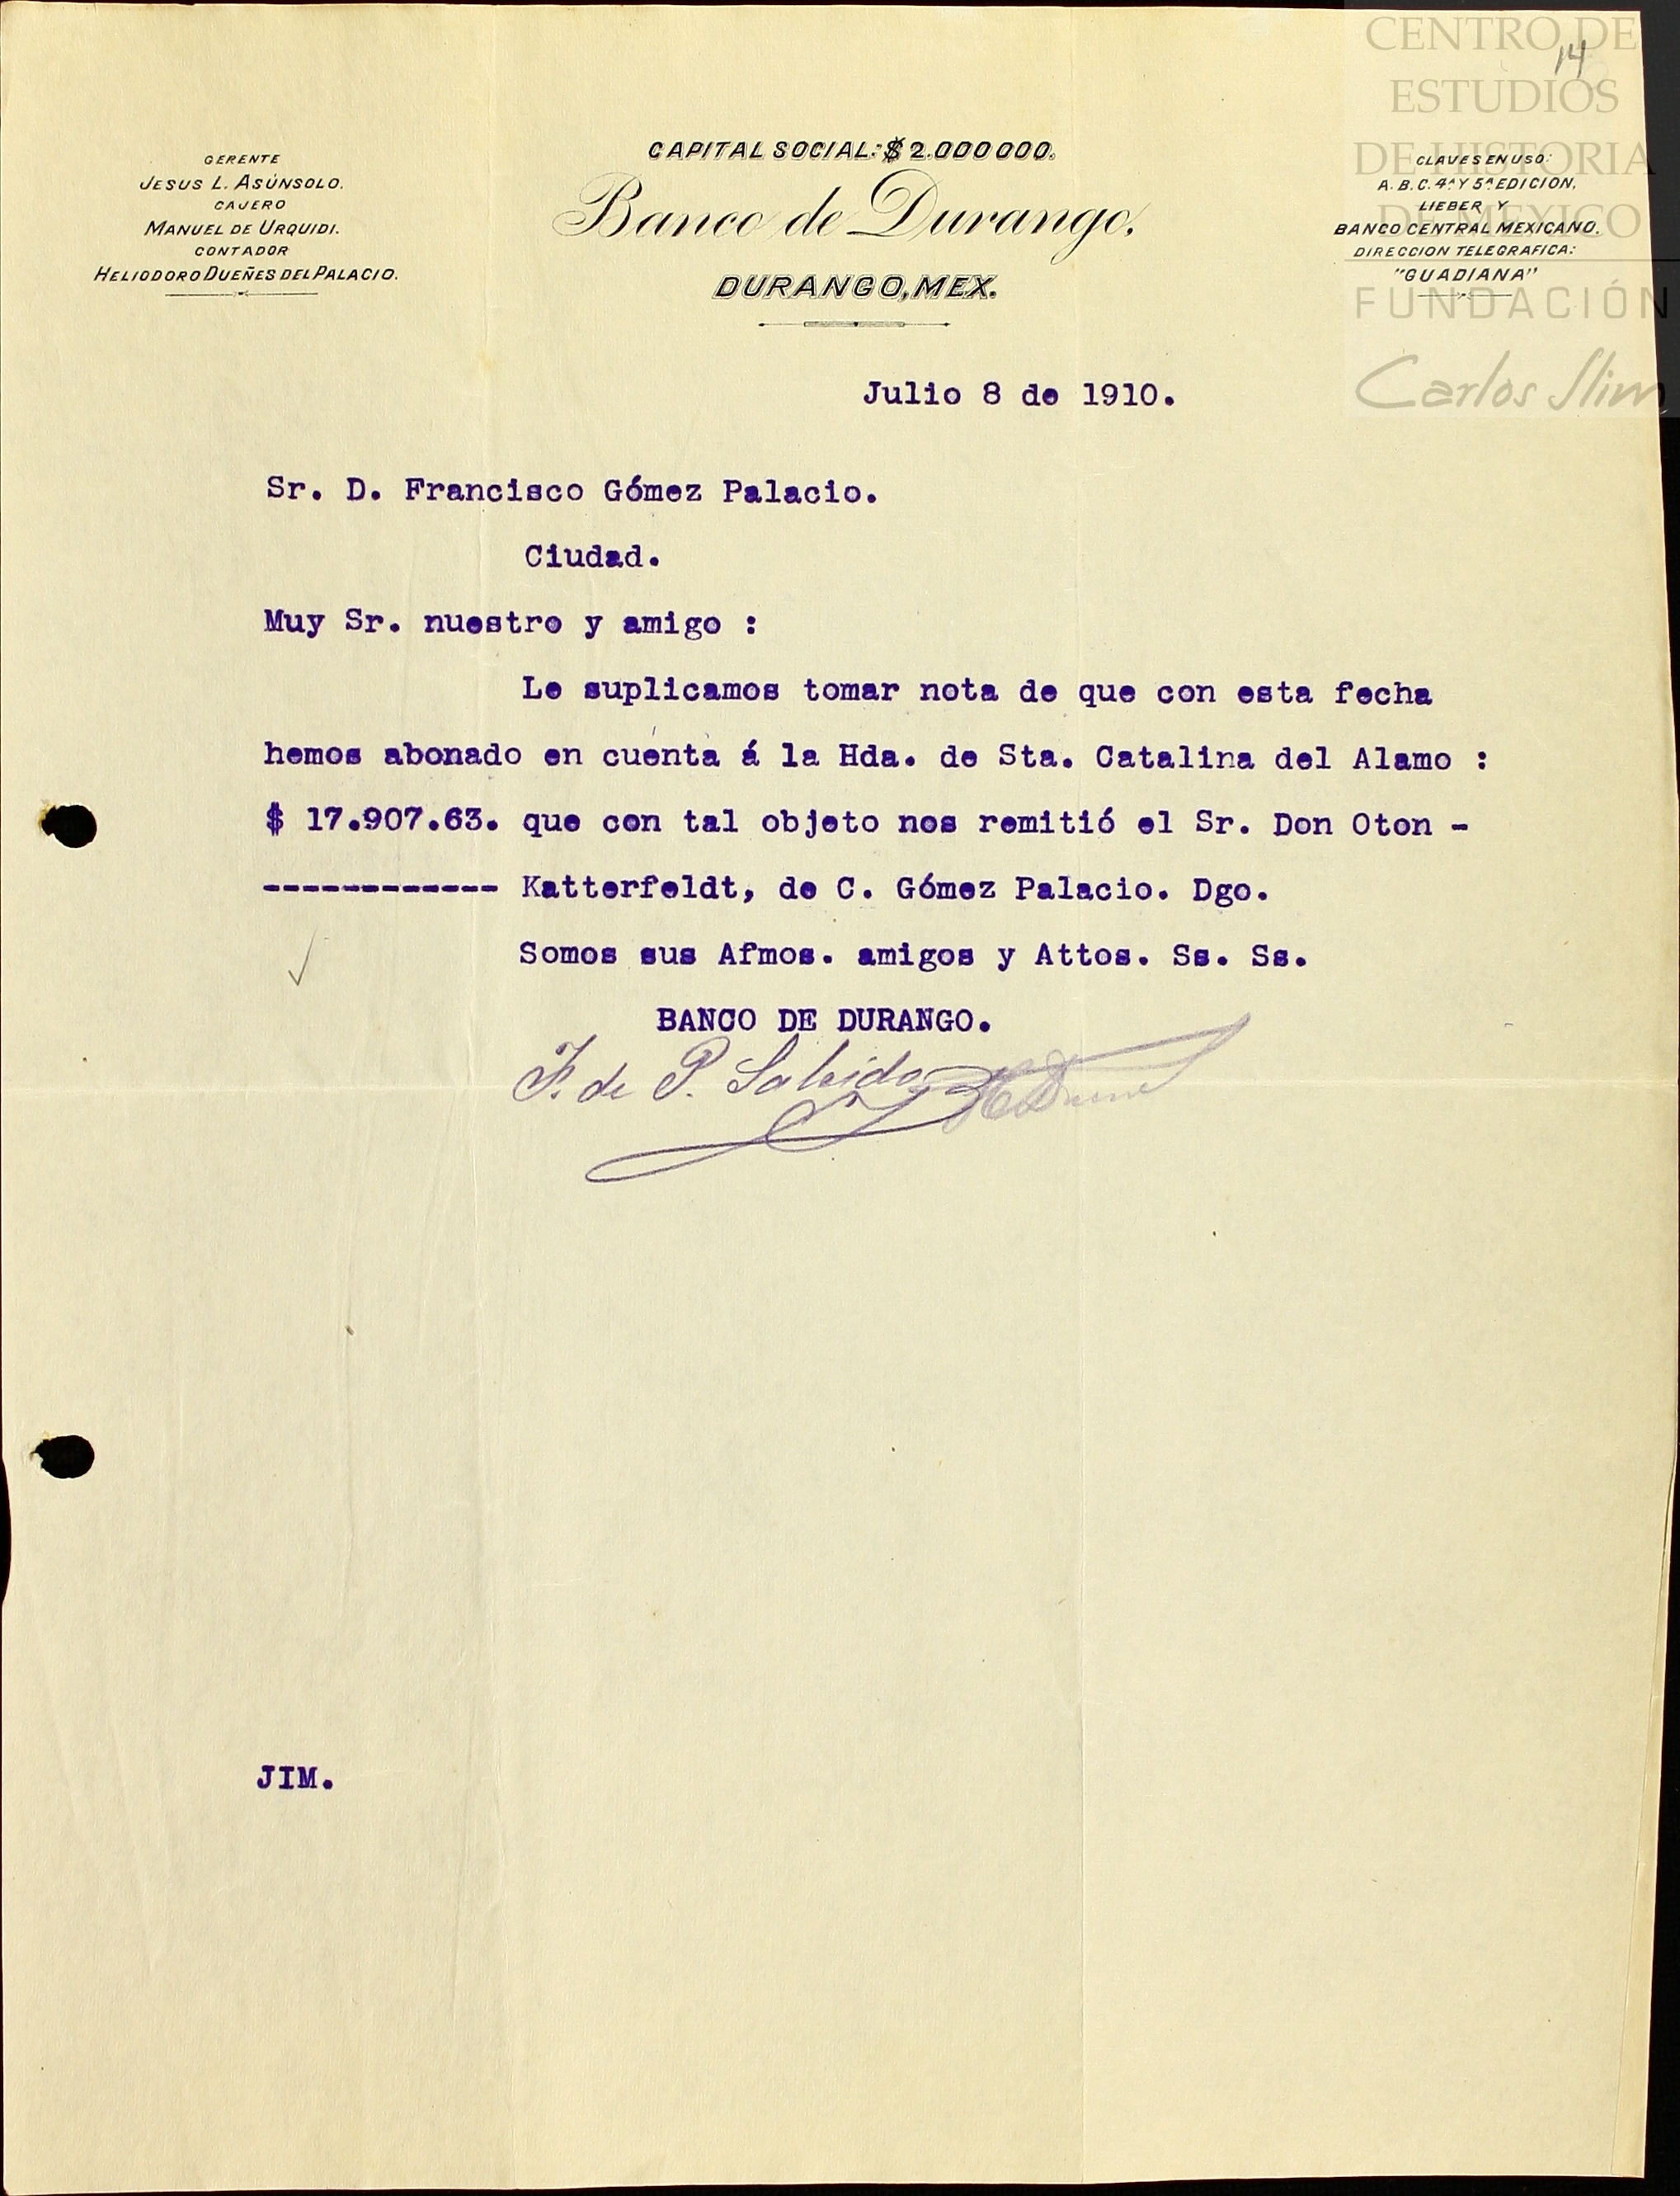 CENTRO DE
ESTUDIOS
DE HISTORIA
DE MEXICO
FUNDACIÓN
Carlos Slim
14
GERENTE
JESUS L. ASÚNSOLO.
CAJERO
MANUEL DE URQUIDI.
CONTADOR
HELIODORO DUEÑES DEL PALACIO.
CAPITAL SOCIAL: $ 2.000000.
Banco de Durango.
DURANGO, MEX.
CLAVES EN USO:
A. B. C. 4ª Y 5ª EDICION,
LIEBER Y
BANCO CENTRAL MEXICANO.
DIRECCION TELEGRAFICA:
"GUADIANA"
Julio 8 de 1910.
Sr. D. Francisco Gómez Palacio.
Ciudad.
Muy Sr. nuestro y amigo :
Le suplicamos tomar nota de que con esta fecha
hemos abonado en cuenta á la Hda. de Sta. Catalina del Alamo :
$ 17.907.63. que con tal objeto nos remitió el Sr. Don Oton -
------------ Katterfeldt, de C. Gómez Palacio. Dgo.
Somos sus Afmos. amigos y Attos. Ss. Ss.
BANCO DE DURANGO.
F. de P. Salcido
JIM.